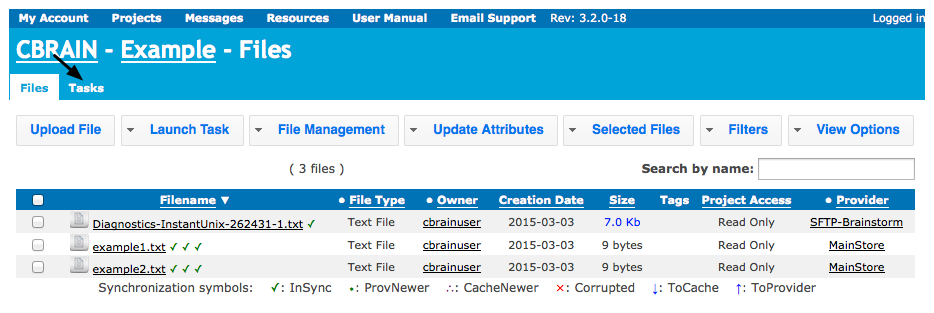 My Account Projects Messages Resources User Manual Email Support Rev: 3.2.0-18 Logged in
CBRAIN - Example - Files
Files Tasks
Upload File Launch Task File Management Update Attributes Selected Files Filters View Options
( 3 files ) Search by name:
Filename ▼ • File Type • Owner Creation Date Size Tags Project Access • Provider
Diagnostics-InstantUnix-262431-1.txt ✓ Text File cbrainuser 2015-03-03 7.0 Kb Read Only SFTP-Brainstorm
example1.txt ✓ ✓ ✓ Text File cbrainuser 2015-03-03 9 bytes Read Only MainStore
example2.txt ✓ ✓ ✓ Text File cbrainuser 2015-03-03 9 bytes Read Only MainStore
Synchronization symbols: ✓: InSync •: ProvNewer ∴: CacheNewer ×: Corrupted ↓: ToCache ↑: ToProvider